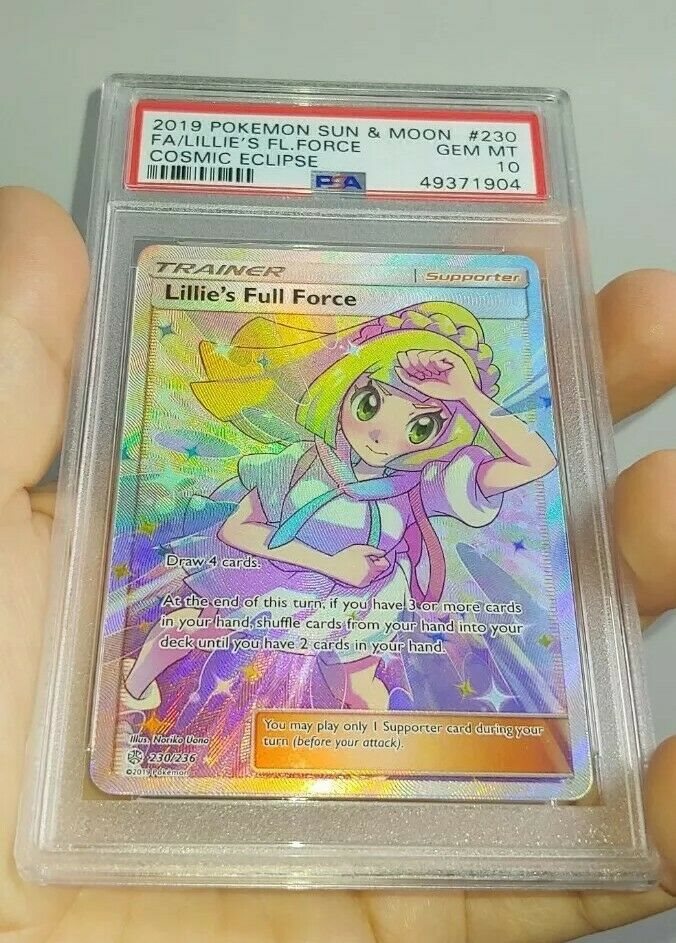 2019 POKEMON SUN & MOON #230
FA/LILLIE'S FL.FORCE GEM MT
COSMIC ECLIPSE 10
PSA 49371904
TRAINER Supporter
Lillie's Full Force
Draw 4 cards.
At the end of this turn, if you have 3 or more cards
in your hand, shuffle cards from your hand into your
deck until you have 2 cards in your hand.
You may play only 1 Supporter card during your
turn (before your attack).
Illus. Noriko Uono
230/236
©2019 Pokémon